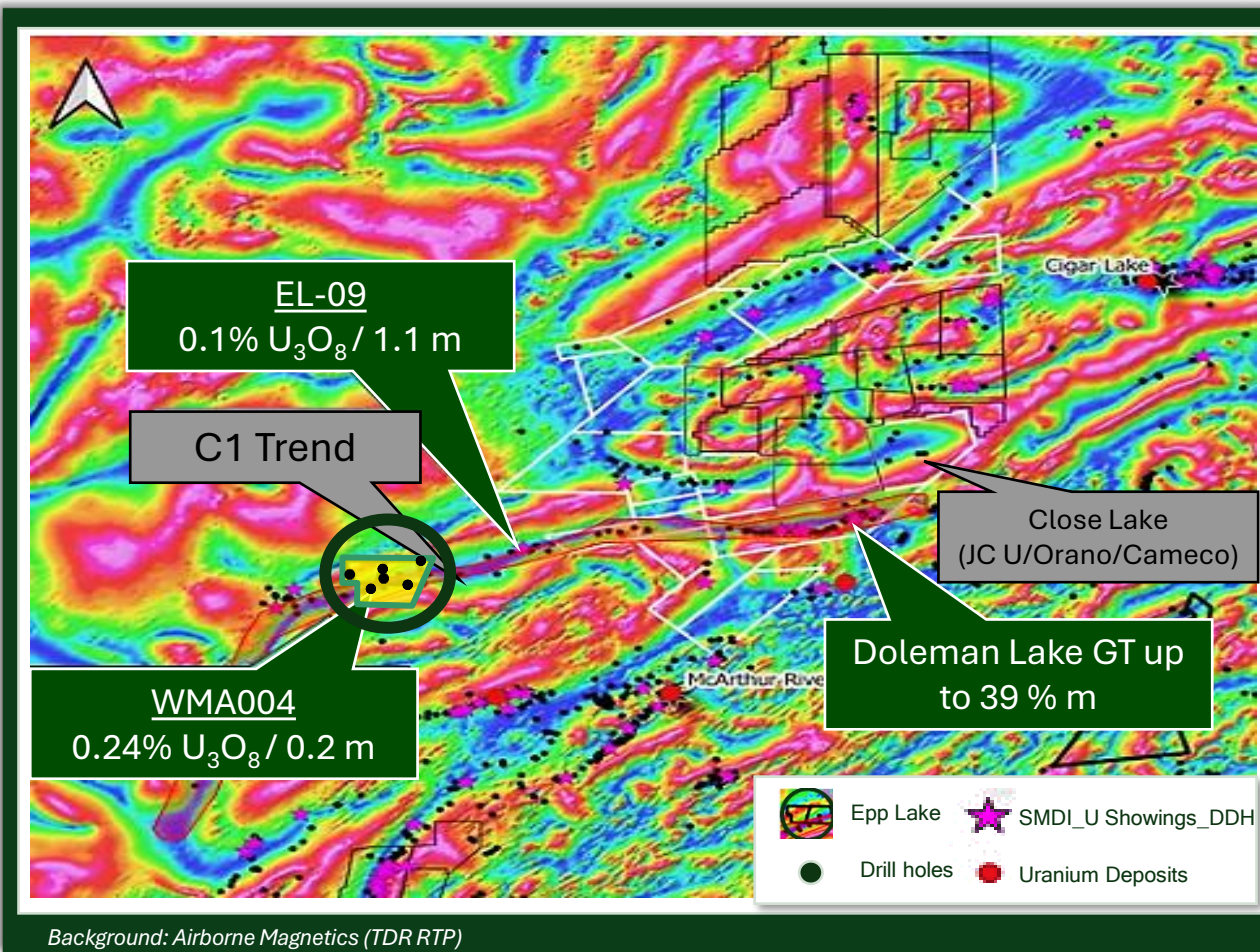 Cigar Lake
EL-09
0.1% U₃O₈ / 1.1 m
C1 Trend
Close Lake
(JC U/Orano/Cameco)
Doleman Lake GT up
to 39 % m
McArthur Rive
WMA004
0.24% U₃O₈ / 0.2 m
Epp Lake
SMDI_U Showings_DDH
Drill holes
Uranium Deposits
Background: Airborne Magnetics (TDR RTP)